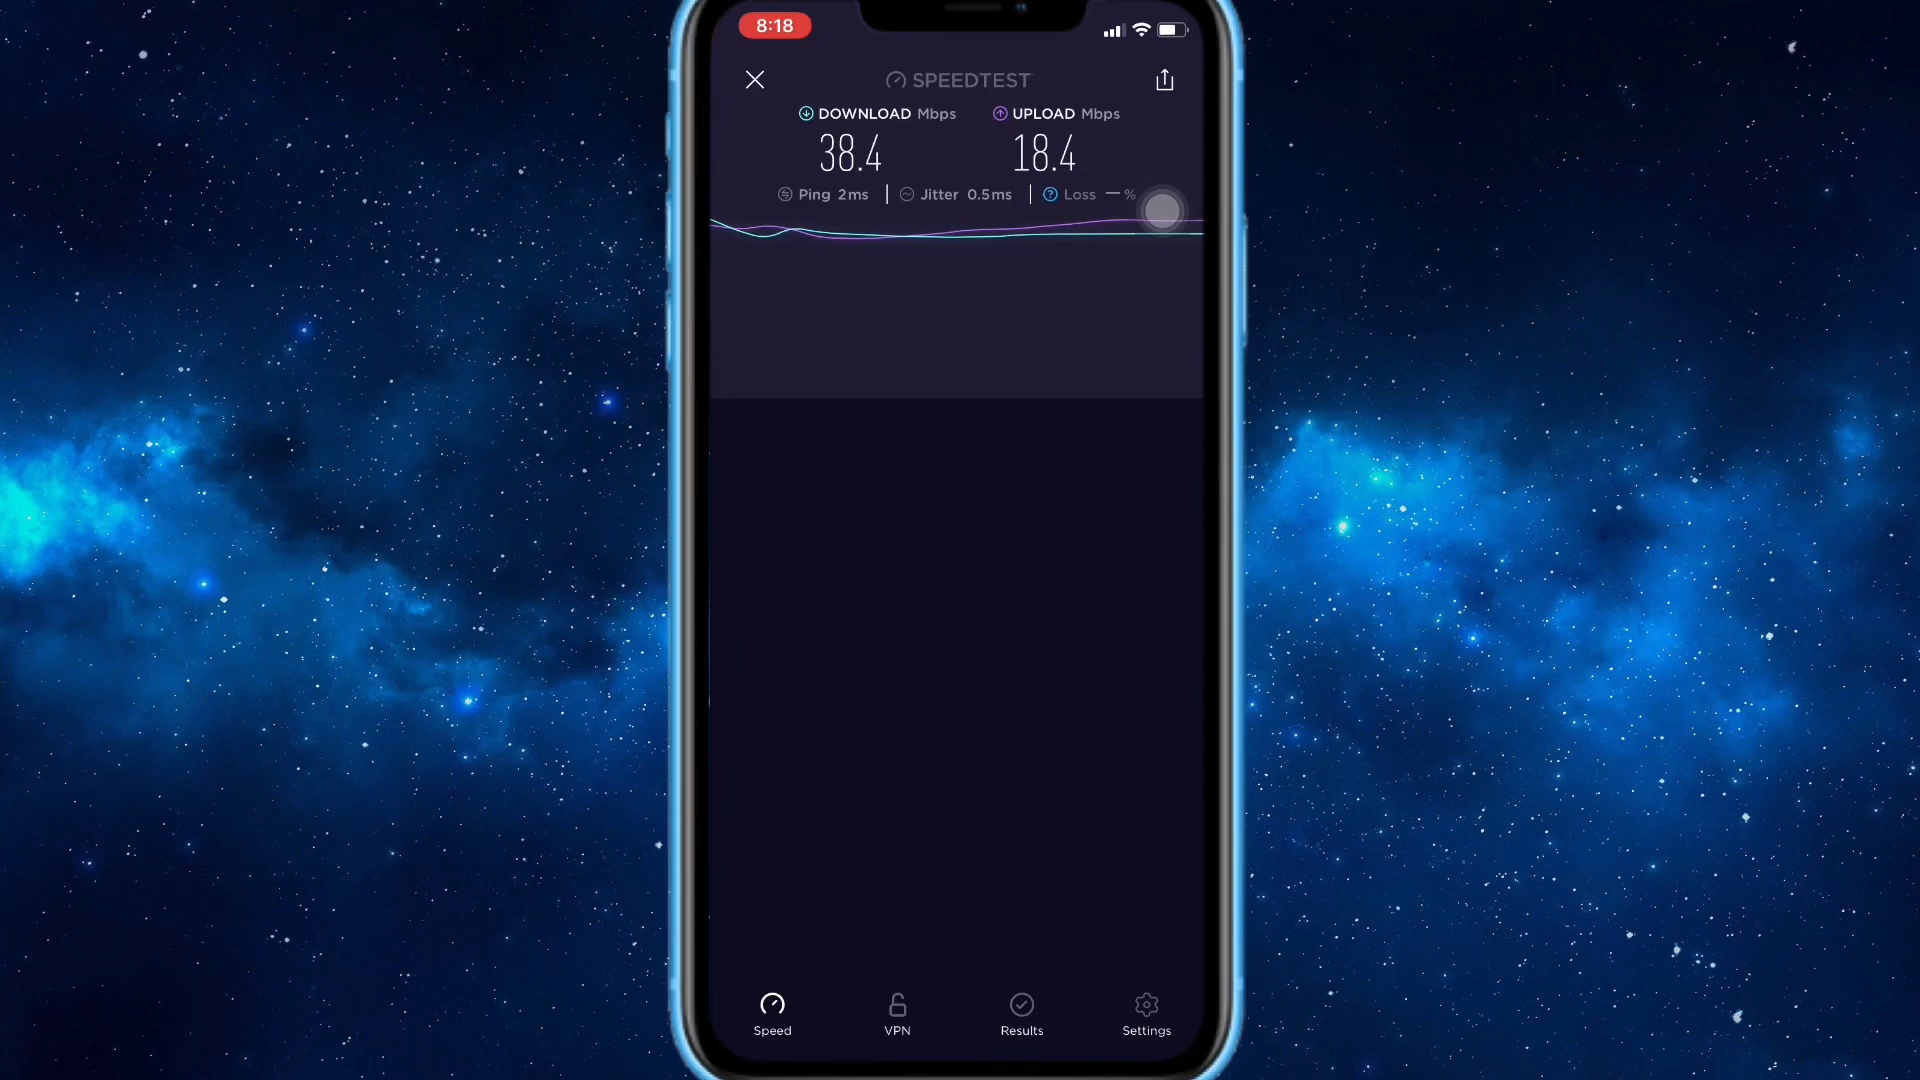 8:18
SPEEDTEST
DOWNLOAD Mbps UPLOAD Mbps
38.4 18.4
Ping 2ms Jitter 0.5ms ? Loss — %
Speed VPN Results Settings